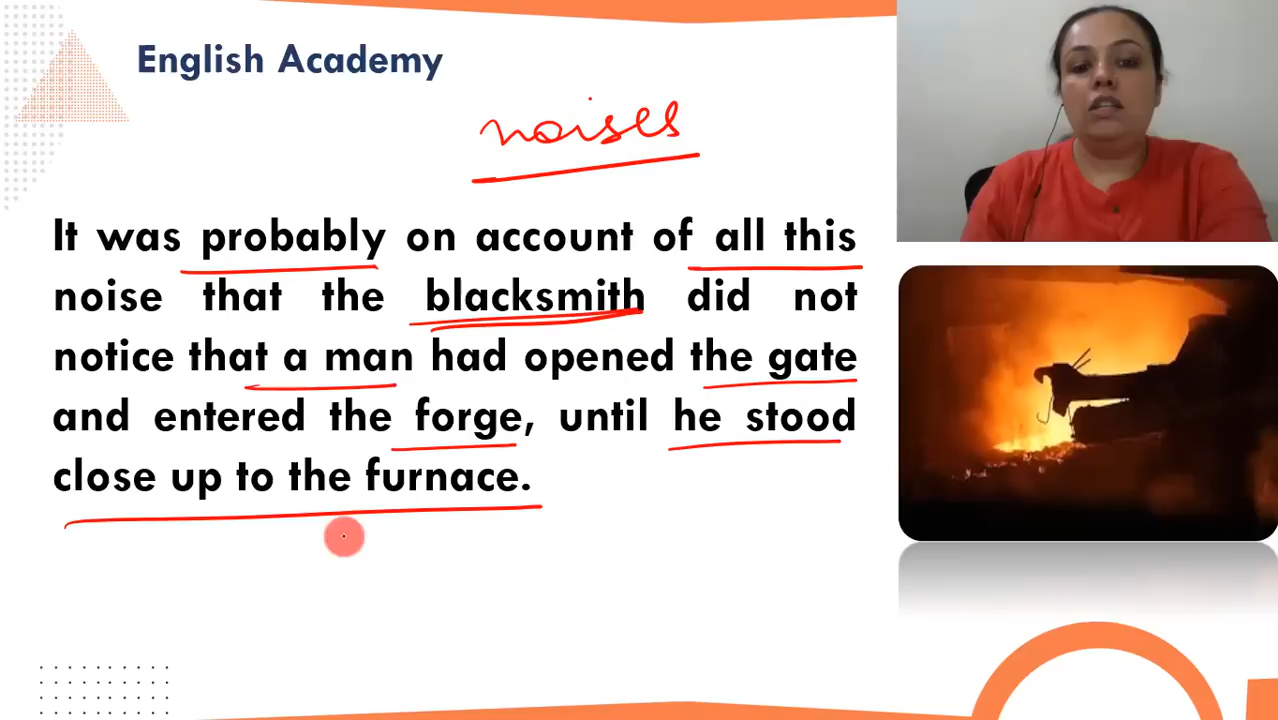 English Academy
noises
It was probably on account of all this
noise that the blacksmith did not
notice that a man had opened the gate
and entered the forge, until he stood
close up to the furnace.